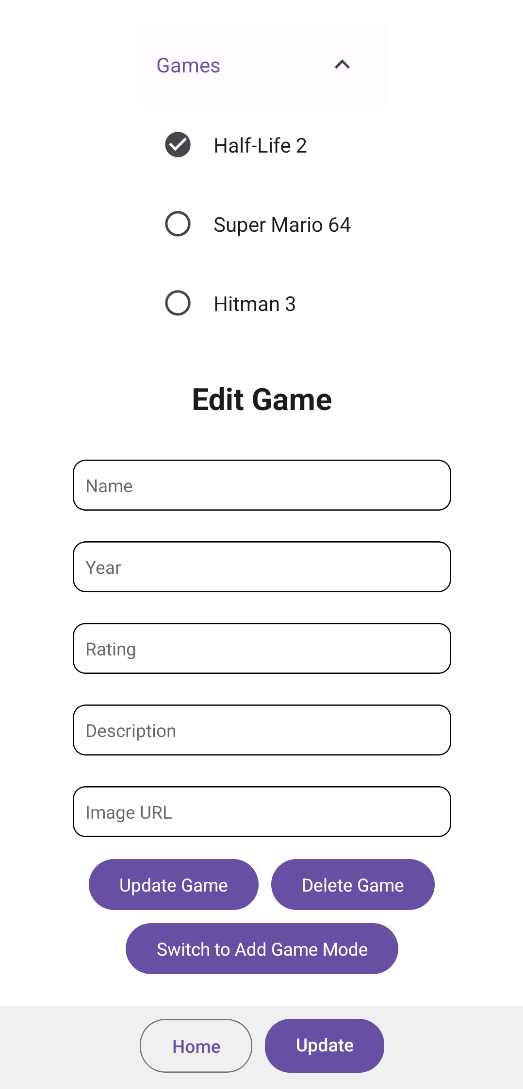 Games
Half-Life 2
Super Mario 64
Hitman 3
Edit Game
Name
Year
Rating
Description
Image URL
Update Game Delete Game
Switch to Add Game Mode
Home Update